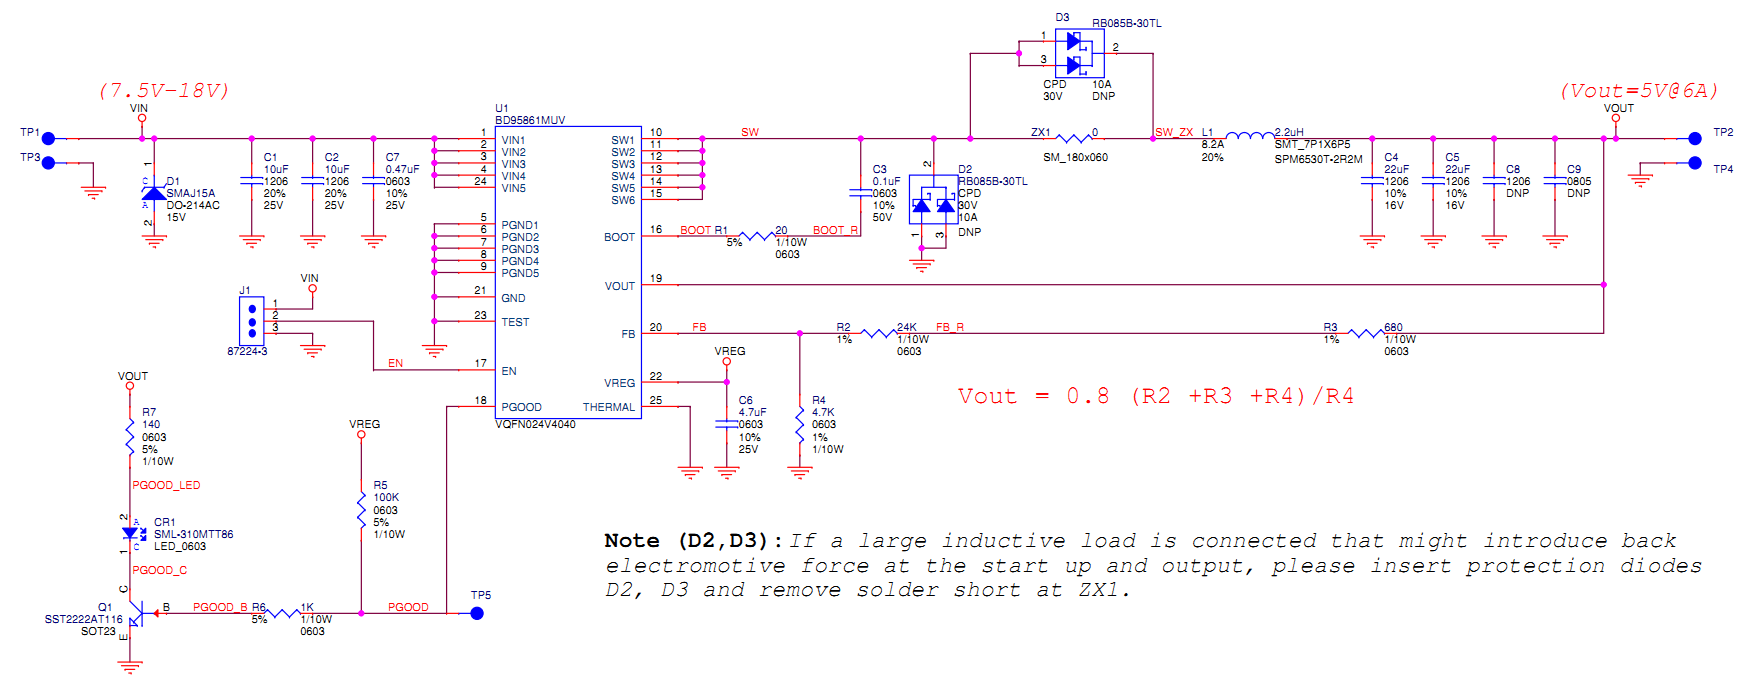 D3
RB085B-30TL
1
2
3
CPD
30V
10A
DNP
(7.5V-18V)
VIN
(Vout=5V@6A)
VOUT
TP1
TP3
TP2
TP4
U1
BD95861MUV
1
2
3
4
24
VIN1
VIN2
VIN3
VIN4
VIN5
5
6
7
8
9
PGND1
PGND2
PGND3
PGND4
PGND5
21
GND
23
TEST
17
EN
18
PGOOD
SW1
SW2
SW3
SW4
SW5
SW6
10
11
12
13
14
15
BOOT
16
VOUT
19
FB
20
VREG
22
THERMAL
25
VQFN024V4040
1
C
A
2
D1
SMAJ15A
DO-214AC
15V
C1
10uF
1206
20%
25V
C2
10uF
1206
20%
25V
C7
0.47uF
0603
10%
25V
SW
ZX1
0
SM_180x060
SW_ZX
L1
8.2A
20%
2.2uH
SMT_7P1X6P5
SPM6530T-2R2M
C3
0.1uF
0603
10%
50V
2
D2
RB085B-30TL
CPD
30V
10A
DNP
1
3
C4
22uF
1206
10%
16V
C5
22uF
1206
10%
16V
C8
1206
DNP
C9
0805
DNP
BOOT
R1
5%
20
1/10W
0603
BOOT_R
J1
1
2
3
87224-3
VIN
EN
FB
R2
1%
24K
1/10W
0603
FB_R
R3
1%
680
1/10W
0603
VREG
C6
4.7uF
0603
10%
25V
R4
4.7K
0603
1%
1/10W
Vout = 0.8 (R2 +R3 +R4)/R4
VOUT
R7
140
0603
5%
1/10W
PGOOD_LED
2
A
C
1
CR1
SML-310MTT86
LED_0603
PGOOD_C
C
Q1
SST2222AT116
SOT23
B
E
PGOOD_B
R6
5%
1K
1/10W
0603
VREG
R5
100K
0603
5%
1/10W
PGOOD
TP5
Note (D2,D3): If a large inductive load is connected that might introduce back
electromotive force at the start up and output, please insert protection diodes
D2, D3 and remove solder short at ZX1.